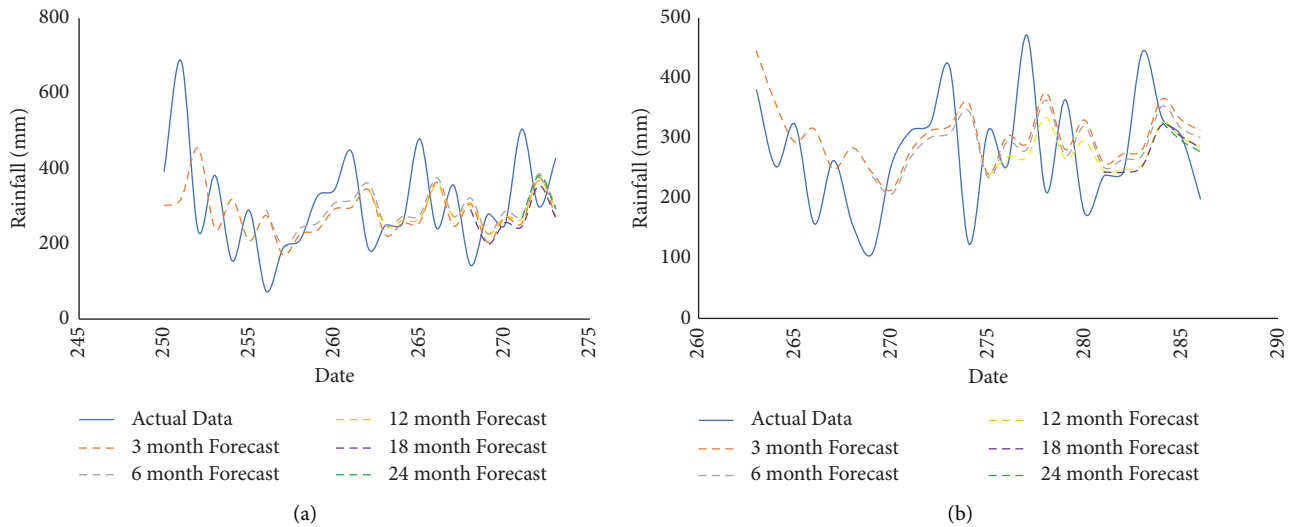 800
600
400
200
0
Rainfall (mm)
245
250
255
260
265
270
275
Date
Actual Data
3 month Forecast
6 month Forecast
12 month Forecast
18 month Forecast
24 month Forecast
(a)
500
400
300
200
100
0
Rainfall (mm)
260
265
270
275
280
285
290
Date
Actual Data
3 month Forecast
6 month Forecast
12 month Forecast
18 month Forecast
24 month Forecast
(b)